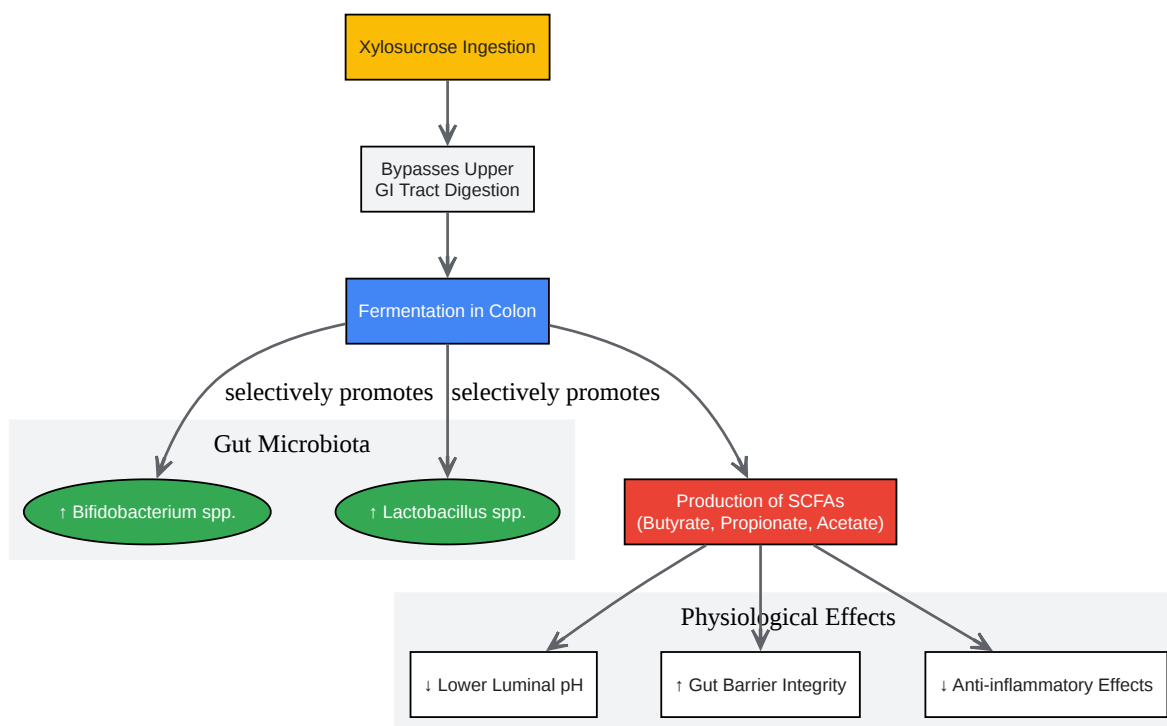 Xylosucrose Ingestion
Bypasses Upper
GI Tract Digestion
Fermentation in Colon
selectively promotes
selectively promotes
Gut Microbiota
↑ Bifidobacterium spp.
↑ Lactobacillus spp.
Production of SCFAs
(Butyrate, Propionate, Acetate)
Physiological Effects
↓ Lower Luminal pH
↑ Gut Barrier Integrity
↓ Anti-inflammatory Effects